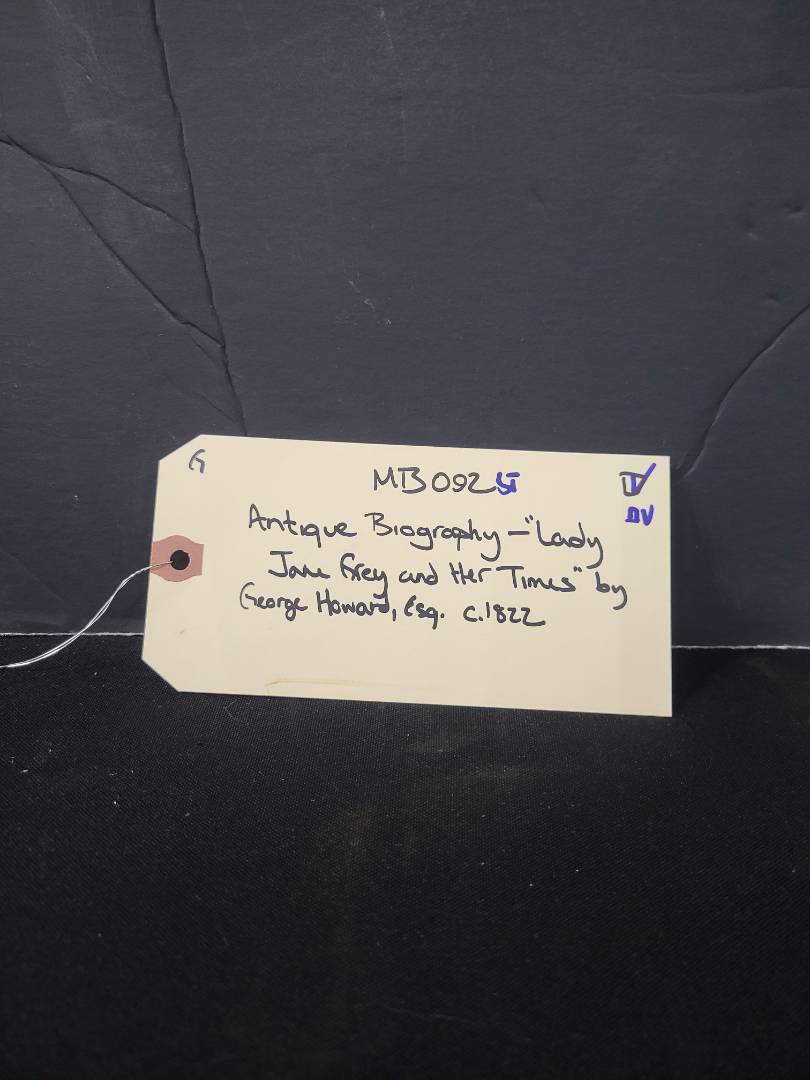 G
MB092
Antique Biography - "Lady
Jane Grey and Her Times" by
George Howard, Esq. c.1822